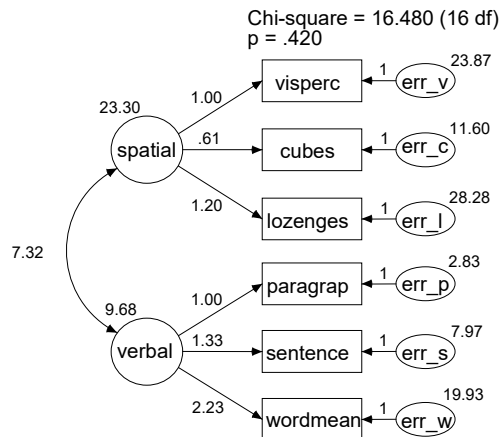 Chi-square = 16.480 (16 df)
p = .420
23.87
1.00
visperc
1
err_v
23.30
spatial
11.60
.61
cubes
1
err_c
28.28
1.20
lozenges
1
err_l
7.32
2.83
1.00
paragrap
1
err_p
9.68
verbal
7.97
1.33
sentence
1
err_s
19.93
2.23
wordmean
1
err_w